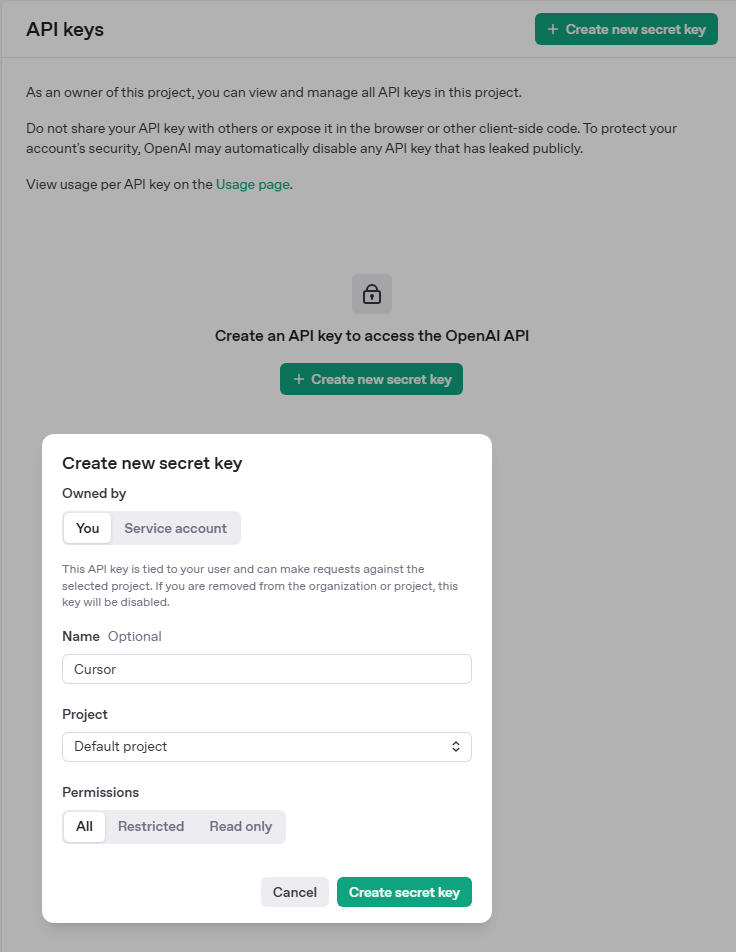 API keys
+ Create new secret key
As an owner of this project, you can view and manage all API keys in this project.
Do not share your API key with others or expose it in the browser or other client-side code. To protect your
account's security, OpenAI may automatically disable any API key that has leaked publicly.
View usage per API key on the Usage page.
Create an API key to access the OpenAI API
+ Create new secret key
Create new secret key
Owned by
You Service account
This API key is tied to your user and can make requests against the
selected project. If you are removed from the organization or project, this
key will be disabled.
Name Optional
Cursor
Project
Default project
Permissions
All Restricted Read only
Cancel Create secret key